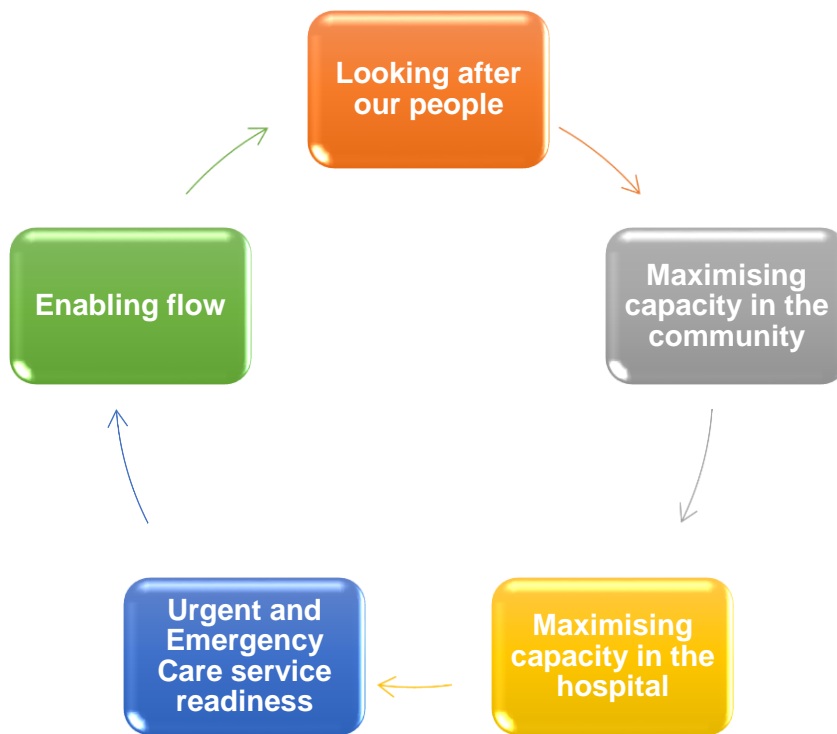 Looking after
our people
Maximising
capacity in the
community
Maximising
capacity in the
hospital
Urgent and
Emergency
Care service
readiness
Enabling flow